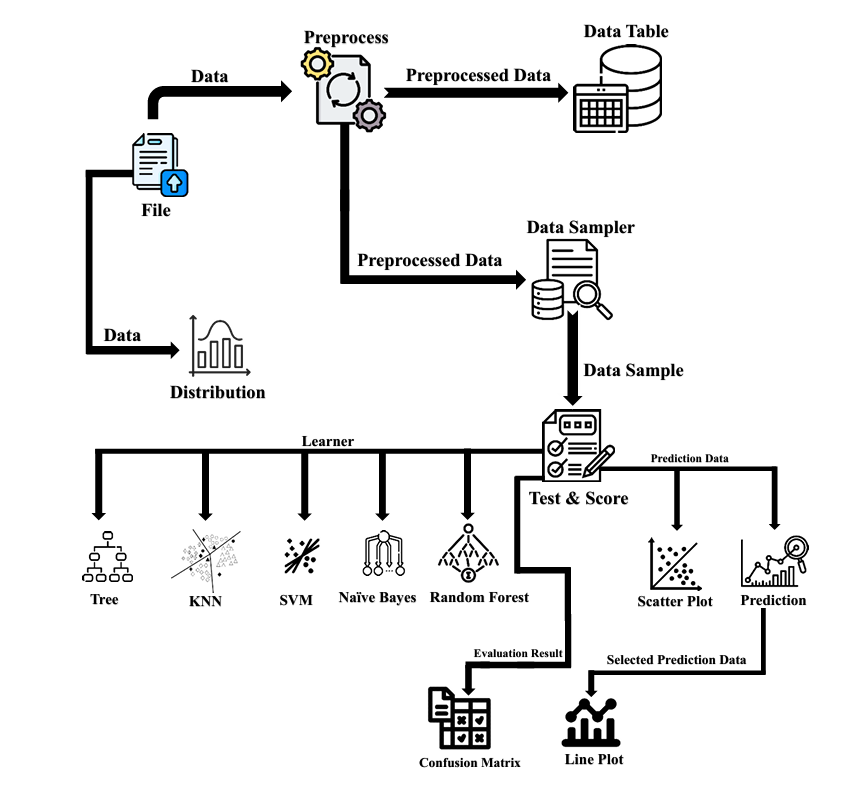 Preprocess
Data Table
Data
Preprocessed Data
File
Data Sampler
Preprocessed Data
Data
Distribution
Data Sample
Learner
Prediction Data
Test & Score
Tree
KNN
SVM
Naïve Bayes
Random Forest
Scatter Plot
Prediction
Evaluation Result
Selected Prediction Data
Confusion Matrix
Line Plot